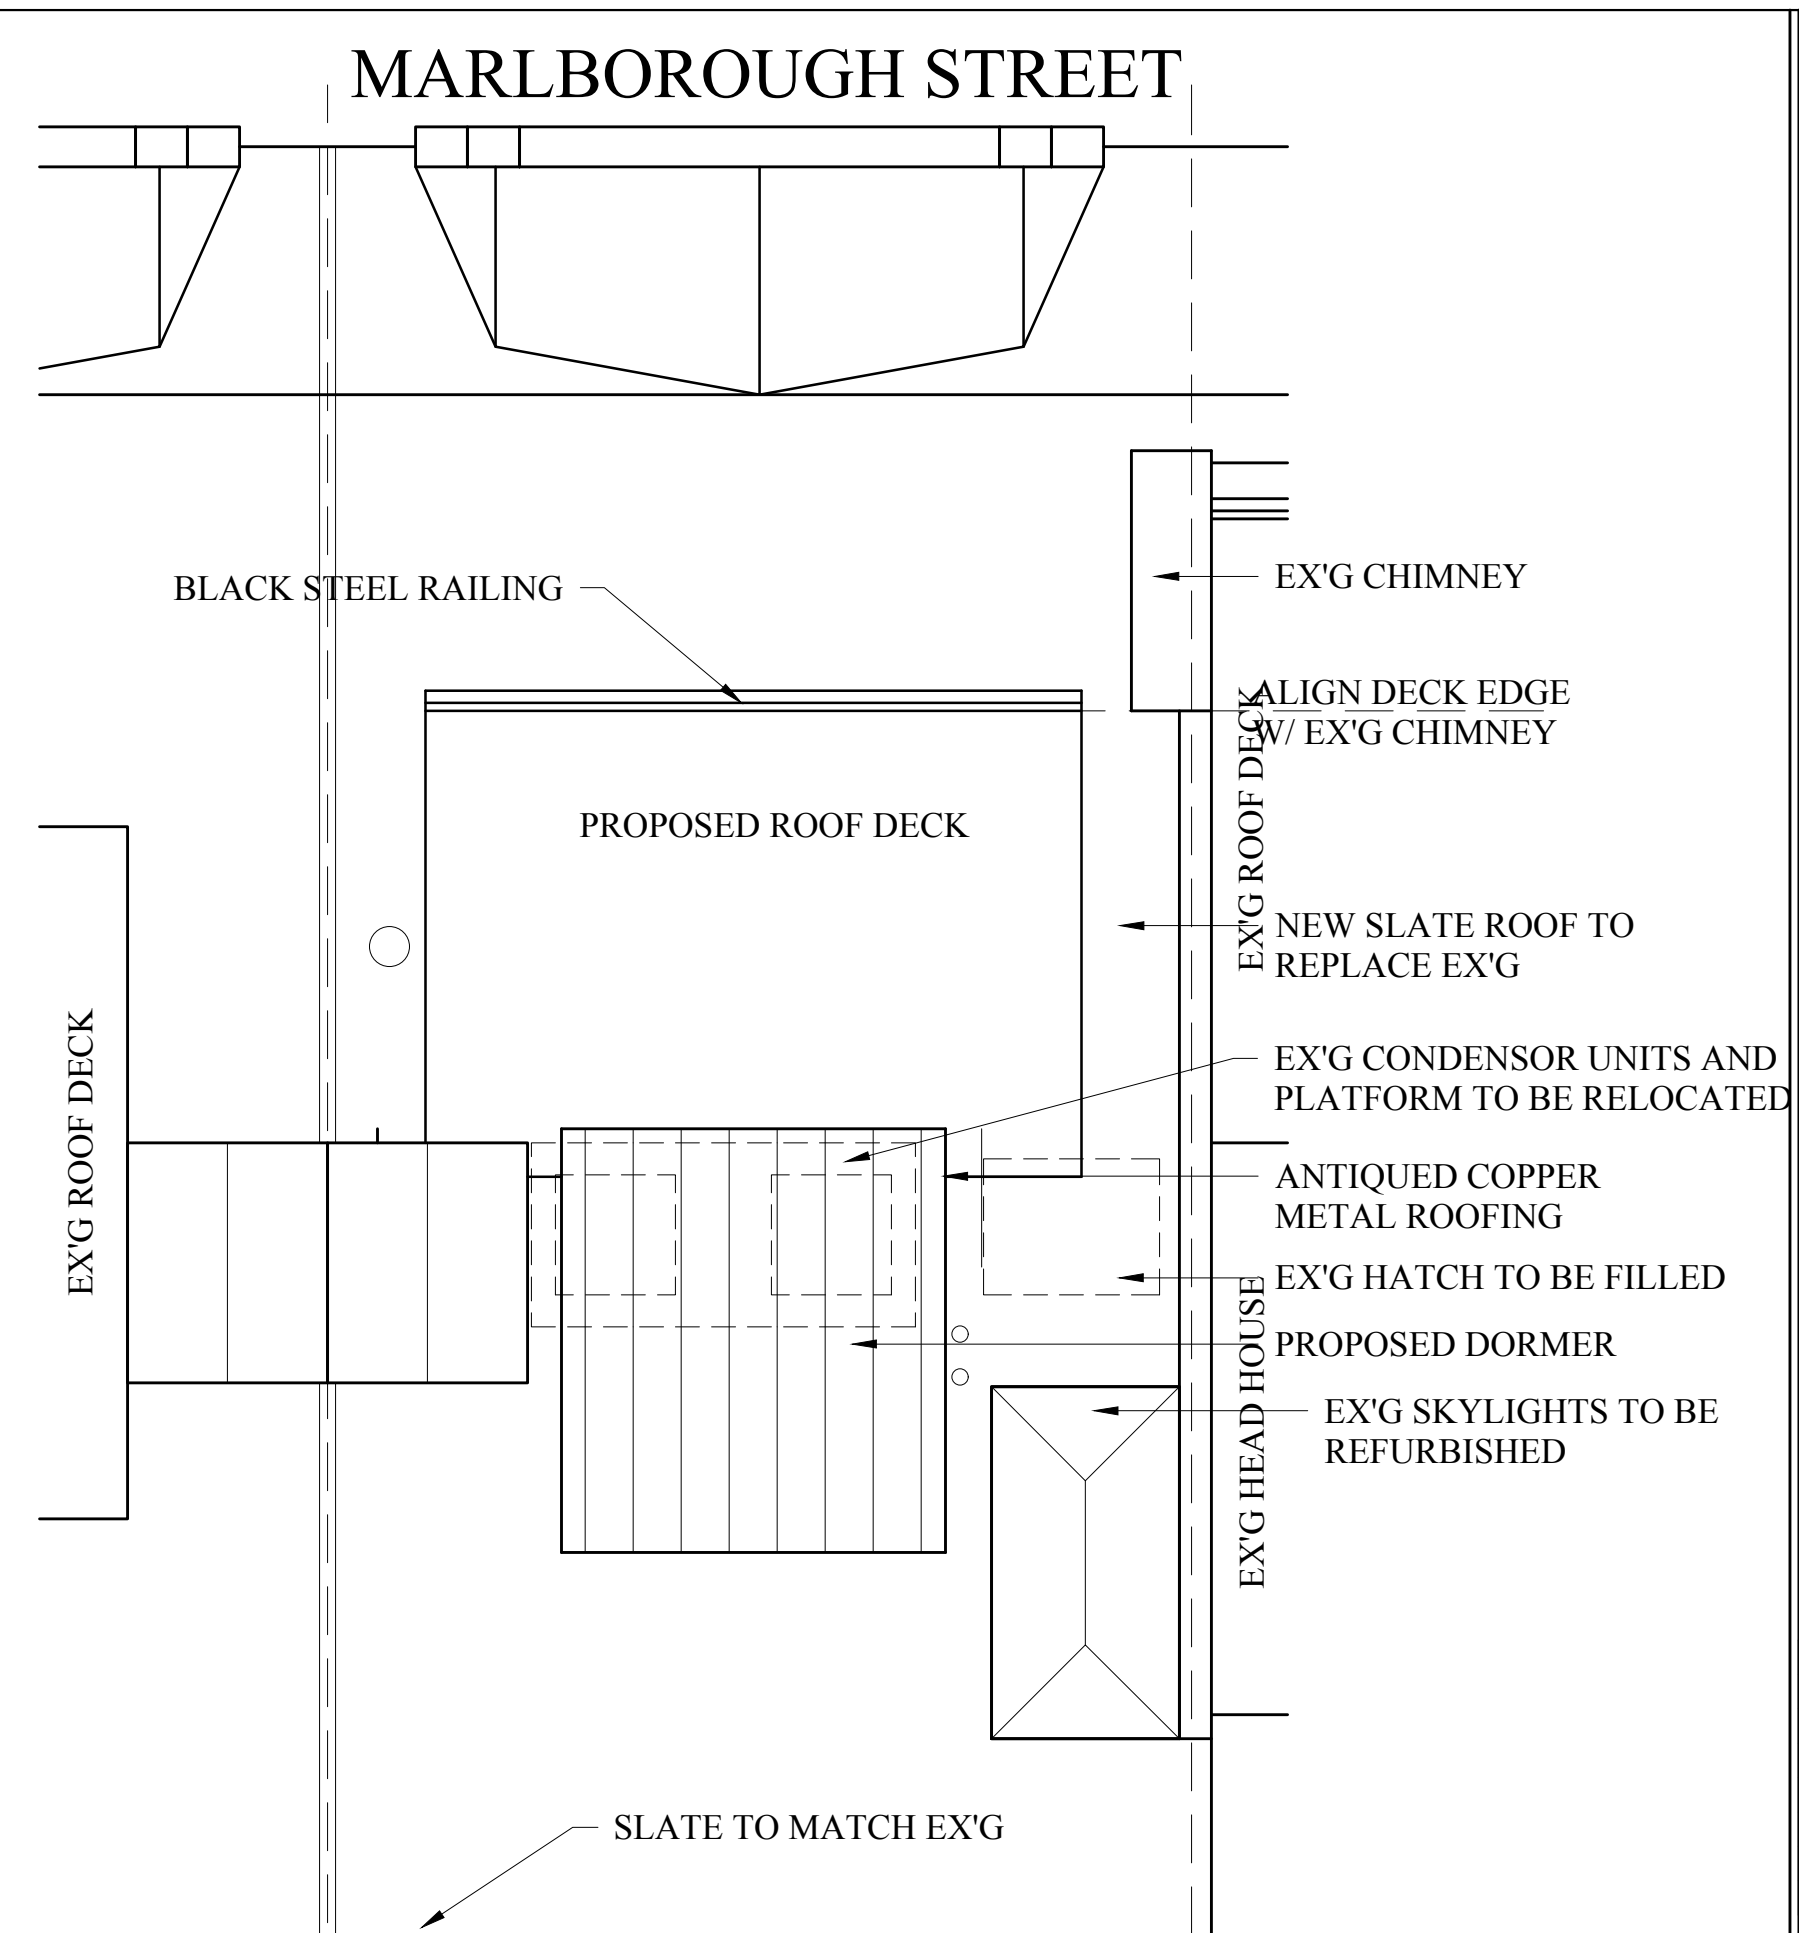 MARLBOROUGH STREET
BLACK STEEL RAILING
EX'G CHIMNEY
ALIGN DECK EDGE
W/ EX'G CHIMNEY
EX'G ROOF DECK
PROPOSED ROOF DECK
NEW SLATE ROOF TO
REPLACE EX'G
EX'G ROOF DECK
EX'G CONDENSOR UNITS AND
PLATFORM TO BE RELOCATED
ANTIQUED COPPER
METAL ROOFING
EX'G HATCH TO BE FILLED
PROPOSED DORMER
EX'G HEAD HOUSE
EX'G SKYLIGHTS TO BE
REFURBISHED
SLATE TO MATCH EX'G